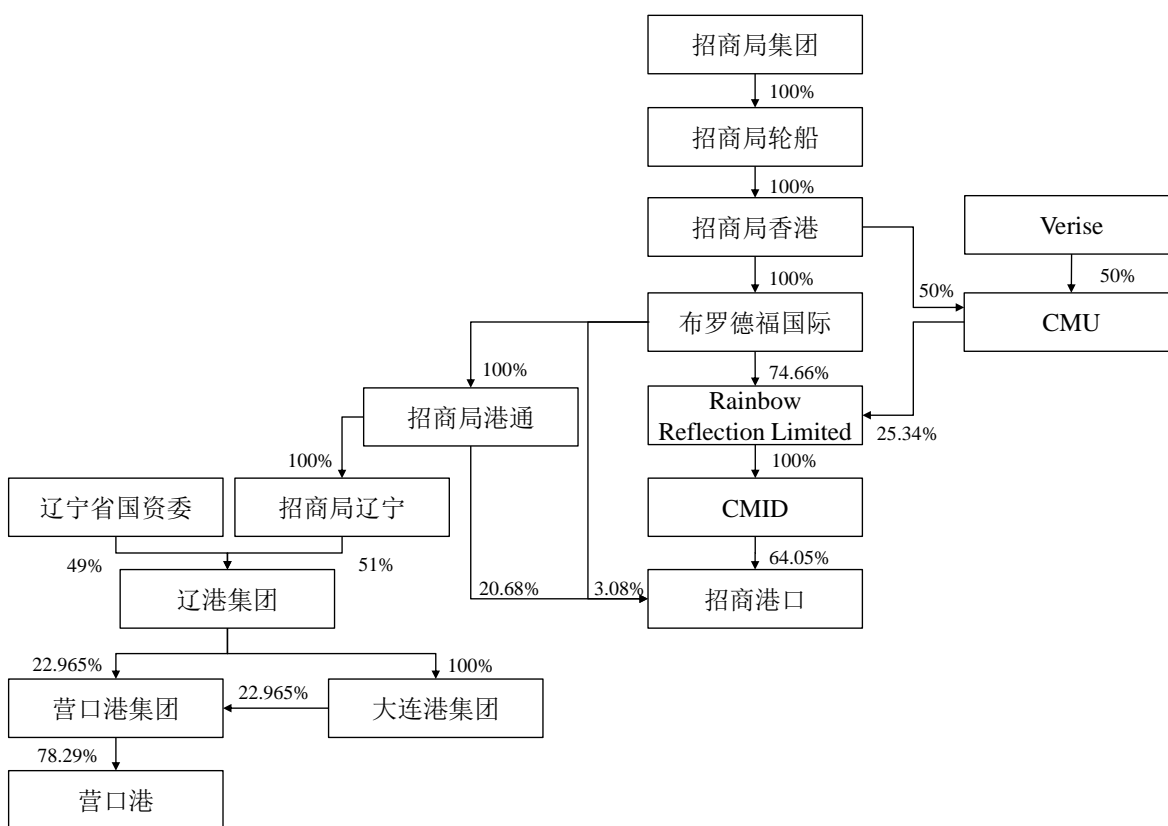 招商局集团
100%
招商局轮船
100%
招商局香港
Verise
100%
50%
50%
布罗德福国际
CMU
100%
74.66%
招商局港通
Rainbow
Reflection Limited
25.34%
100%
100%
辽宁省国资委
招商局辽宁
CMID
49%
51%
64.05%
辽港集团
20.68%
3.08%
招商港口
22.965%
100%
营口港集团
22.965%
大连港集团
78.29%
营口港